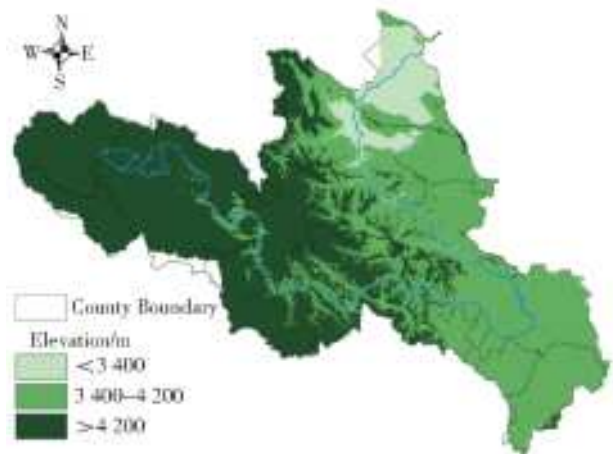 N
W E
S
County Boundary
Elevation/m
<3 400
3 400–4 200
>4 200